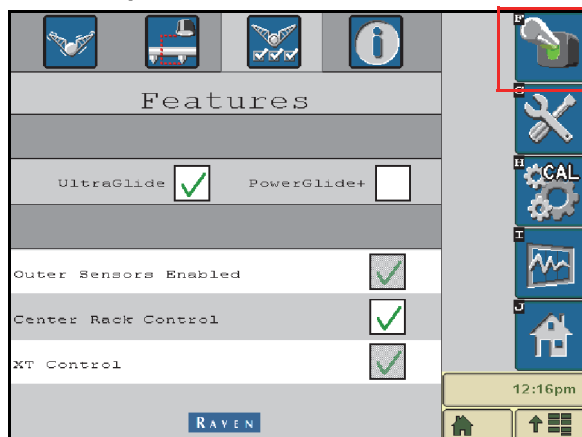 F
Features
G
UltraGlide PowerGlide+
H
CAL
I
Outer Sensors Enabled
Center Rack Control
J
XT Control
12:16pm
RAVEN